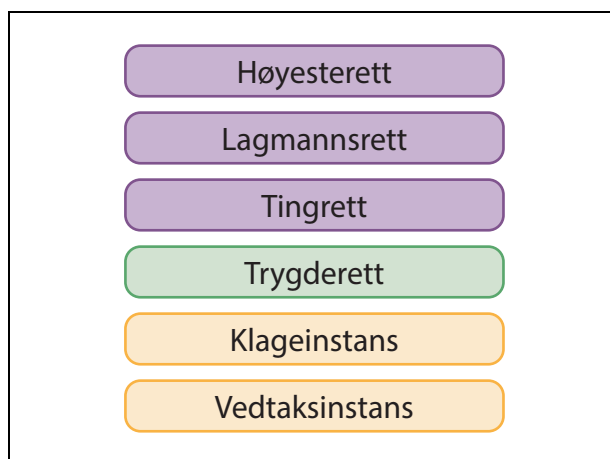 Høyesterett
Lagmannsrett
Tingrett
Trygderett
Klageinstans
Vedtaksinstans